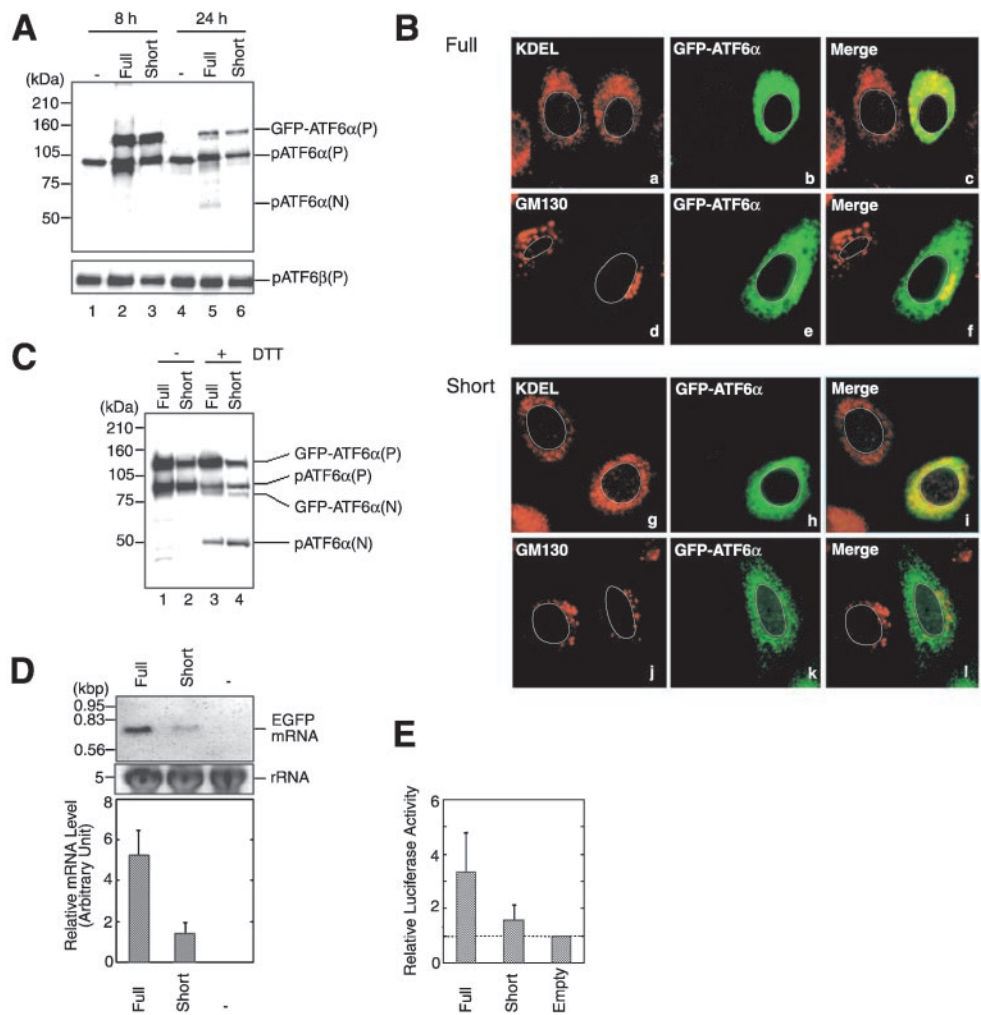 A
8 h 24 h
- Full Short - Full Short
(kDa)
210
160
105
75
50
GFP-ATF6α(P)
pATF6α(P)
pATF6α(N)
pATF6β(P)
1 2 3 4 5 6
B
Full
KDEL GFP-ATF6α Merge
a b c
GM130 GFP-ATF6α Merge
d e f
Short
KDEL GFP-ATF6α Merge
g h i
GM130 GFP-ATF6α Merge
j k l
C
- + DTT
Full Short Full Short
(kDa)
210
160
105
75
50
GFP-ATF6α(P)
pATF6α(P)
GFP-ATF6α(N)
pATF6α(N)
1 2 3 4
D
Full Short -
(kbp)
0.95
0.83
0.56
EGFP
mRNA
5
rRNA
Relative mRNA Level
(Arbitrary Unit)
8
6
4
2
0
Full Short -
E
Relative Luciferase Activity
6
4
2
0
Full Short Empty